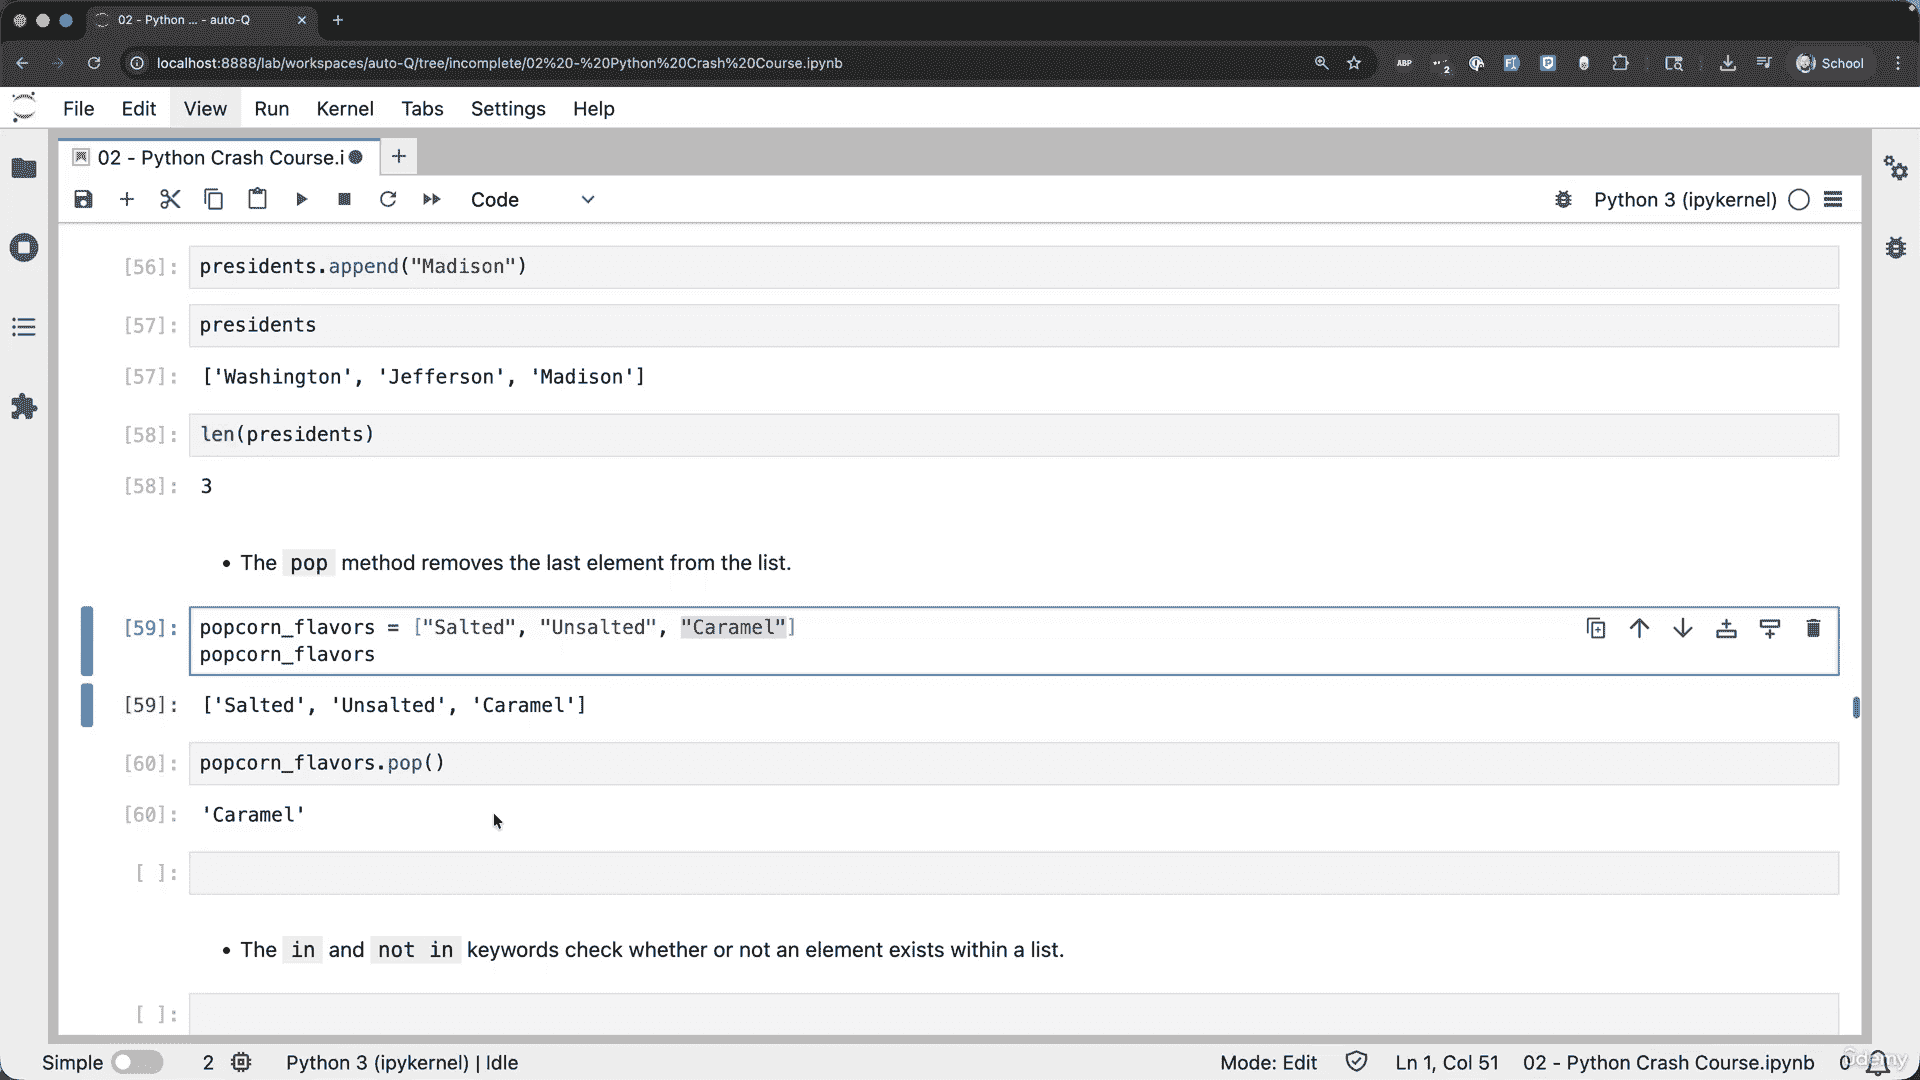 02 - Python ... - auto-Q
localhost:8888/lab/workspaces/auto-Q/tree/incomplete/02%20-%20Python%20Crash%20Course.ipynb
ABP
2
School
File Edit View Run Kernel Tabs Settings Help
02 - Python Crash Course.i
Code
Python 3 (ipykernel)
[56]: presidents.append("Madison")
[57]: presidents
[57]: ['Washington', 'Jefferson', 'Madison']
[58]: len(presidents)
[58]: 3
• The pop method removes the last element from the list.
[59]: popcorn_flavors = ["Salted", "Unsalted", "Caramel"]
popcorn_flavors
[59]: ['Salted', 'Unsalted', 'Caramel']
[60]: popcorn_flavors.pop()
[60]: 'Caramel'
[ ]:
• The in and not in keywords check whether or not an element exists within a list.
[ ]:
Simple 2 Python 3 (ipykernel) | Idle Mode: Edit Ln 1, Col 51 02 - Python Crash Course.ipynb 0
Udemy